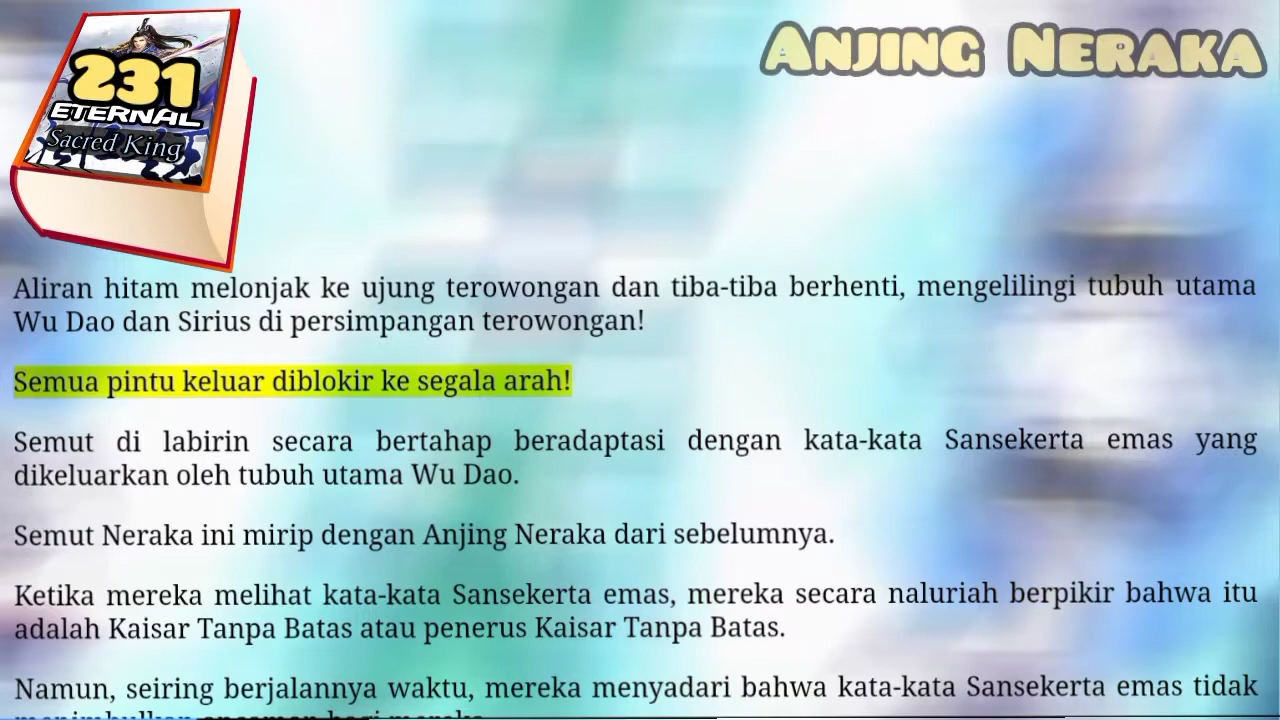 231
ETERNAL
Sacred King
ANJING NERAKA
Aliran hitam melonjak ke ujung terowongan dan tiba-tiba berhenti, mengelilingi tubuh utama
Wu Dao dan Sirius di persimpangan terowongan!
Semua pintu keluar diblokir ke segala arah!
Semut di labirin secara bertahap beradaptasi dengan kata-kata Sansekerta emas yang
dikeluarkan oleh tubuh utama Wu Dao.
Semut Neraka ini mirip dengan Anjing Neraka dari sebelumnya.
Ketika mereka melihat kata-kata Sansekerta emas, mereka secara naluriah berpikir bahwa itu
adalah Kaisar Tanpa Batas atau penerus Kaisar Tanpa Batas.
Namun, seiring berjalannya waktu, mereka menyadari bahwa kata-kata Sansekerta emas tidak